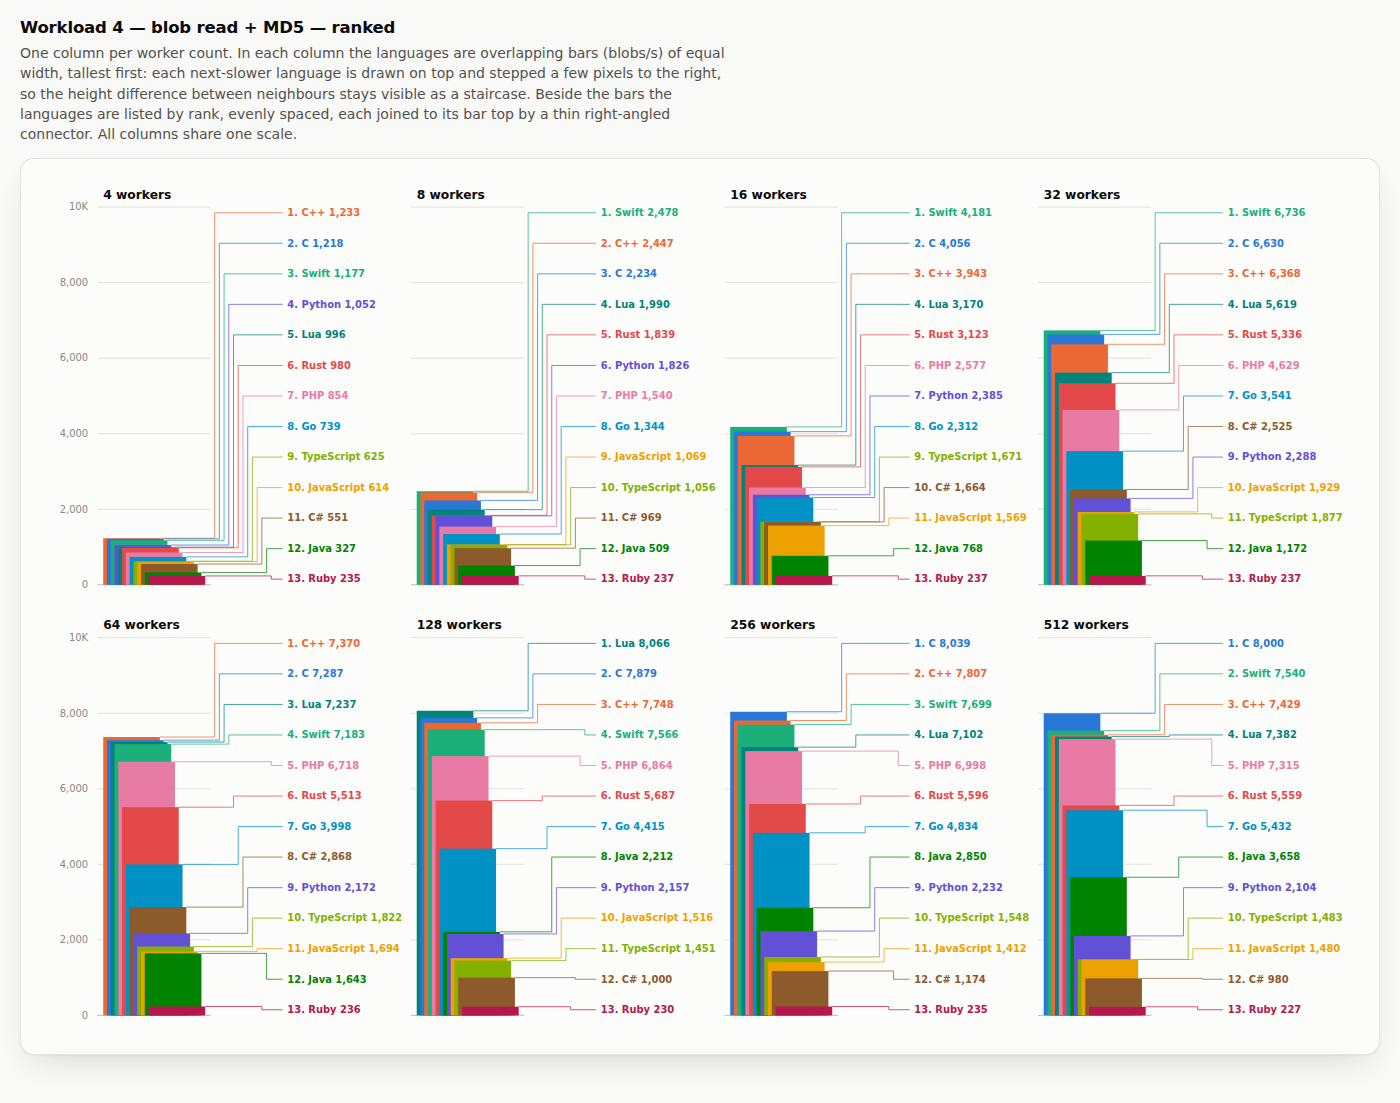 Workload 4 — blob read + MD5 — ranked
One column per worker count. In each column the languages are overlapping bars (blobs/s) of equal
width, tallest first: each next-slower language is drawn on top and stepped a few pixels to the right,
so the height difference between neighbours stays visible as a staircase. Beside the bars the
languages are listed by rank, evenly spaced, each joined to its bar top by a thin right-angled
connector. All columns share one scale.
4 workers
10K
8,000
6,000
4,000
2,000
0
1. C++ 1,233
2. C 1,218
3. Swift 1,177
4. Python 1,052
5. Lua 996
6. Rust 980
7. PHP 854
8. Go 739
9. TypeScript 625
10. JavaScript 614
11. C# 551
12. Java 327
13. Ruby 235
8 workers
1. Swift 2,478
2. C++ 2,447
3. C 2,234
4. Lua 1,990
5. Rust 1,839
6. Python 1,826
7. PHP 1,540
8. Go 1,344
9. JavaScript 1,069
10. TypeScript 1,056
11. C# 969
12. Java 509
13. Ruby 237
16 workers
1. Swift 4,181
2. C 4,056
3. C++ 3,943
4. Lua 3,170
5. Rust 3,123
6. PHP 2,577
7. Python 2,385
8. Go 2,312
9. TypeScript 1,671
10. C# 1,664
11. JavaScript 1,569
12. Java 768
13. Ruby 237
32 workers
1. Swift 6,736
2. C 6,630
3. C++ 6,368
4. Lua 5,619
5. Rust 5,336
6. PHP 4,629
7. Go 3,541
8. C# 2,525
9. Python 2,288
10. JavaScript 1,929
11. TypeScript 1,877
12. Java 1,172
13. Ruby 237
64 workers
10K
8,000
6,000
4,000
2,000
0
1. C++ 7,370
2. C 7,287
3. Lua 7,237
4. Swift 7,183
5. PHP 6,718
6. Rust 5,513
7. Go 3,998
8. C# 2,868
9. Python 2,172
10. TypeScript 1,822
11. JavaScript 1,694
12. Java 1,643
13. Ruby 236
128 workers
1. Lua 8,066
2. C 7,879
3. C++ 7,748
4. Swift 7,566
5. PHP 6,864
6. Rust 5,687
7. Go 4,415
8. Java 2,212
9. Python 2,157
10. JavaScript 1,516
11. TypeScript 1,451
12. C# 1,000
13. Ruby 230
256 workers
1. C 8,039
2. C++ 7,807
3. Swift 7,699
4. Lua 7,102
5. PHP 6,998
6. Rust 5,596
7. Go 4,834
8. Java 2,850
9. Python 2,232
10. TypeScript 1,548
11. JavaScript 1,412
12. C# 1,174
13. Ruby 235
512 workers
1. C 8,000
2. Swift 7,540
3. C++ 7,429
4. Lua 7,382
5. PHP 7,315
6. Rust 5,559
7. Go 5,432
8. Java 3,658
9. Python 2,104
10. TypeScript 1,483
11. JavaScript 1,480
12. C# 980
13. Ruby 227